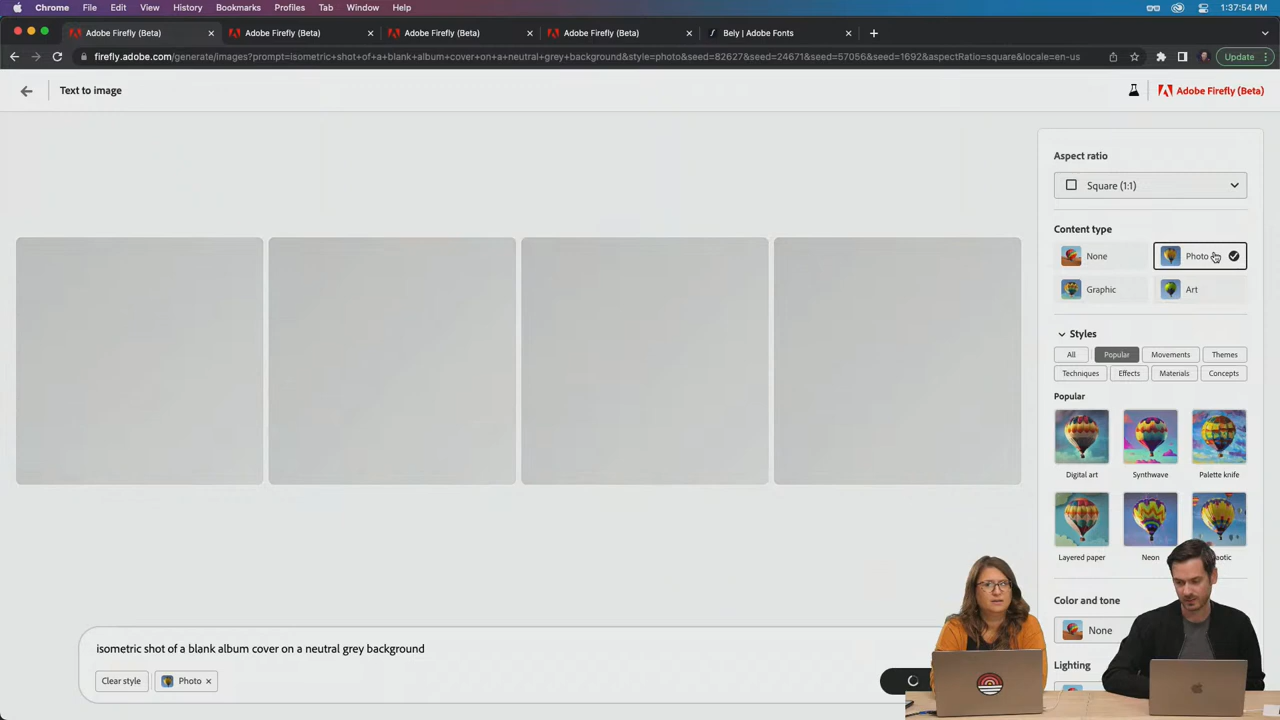 Chrome File Edit View History Bookmarks Profiles Tab Window Help 1:37:54 PM
Adobe Firefly (Beta) Adobe Firefly (Beta) Adobe Firefly (Beta) Adobe Firefly (Beta) Bely | Adobe Fonts
firefly.adobe.com/generate/images?prompt=isometric+shot+of+a+blank+album+cover+on+a+neutral+grey+background&style=photo&seed=82627&seed=24671&seed=57056&seed=1692&aspectRatio=square&locale=en-us Update
Text to image Adobe Firefly (Beta)
Aspect ratio
Square (1:1)
Content type
None Photo
Graphic Art
Styles
All Popular Movements Themes
Techniques Effects Materials Concepts
Popular
Digital art Synthwave Palette knife
Layered paper Neon
Color and tone
None
Lighting
isometric shot of a blank album cover on a neutral grey background
Clear style Photo